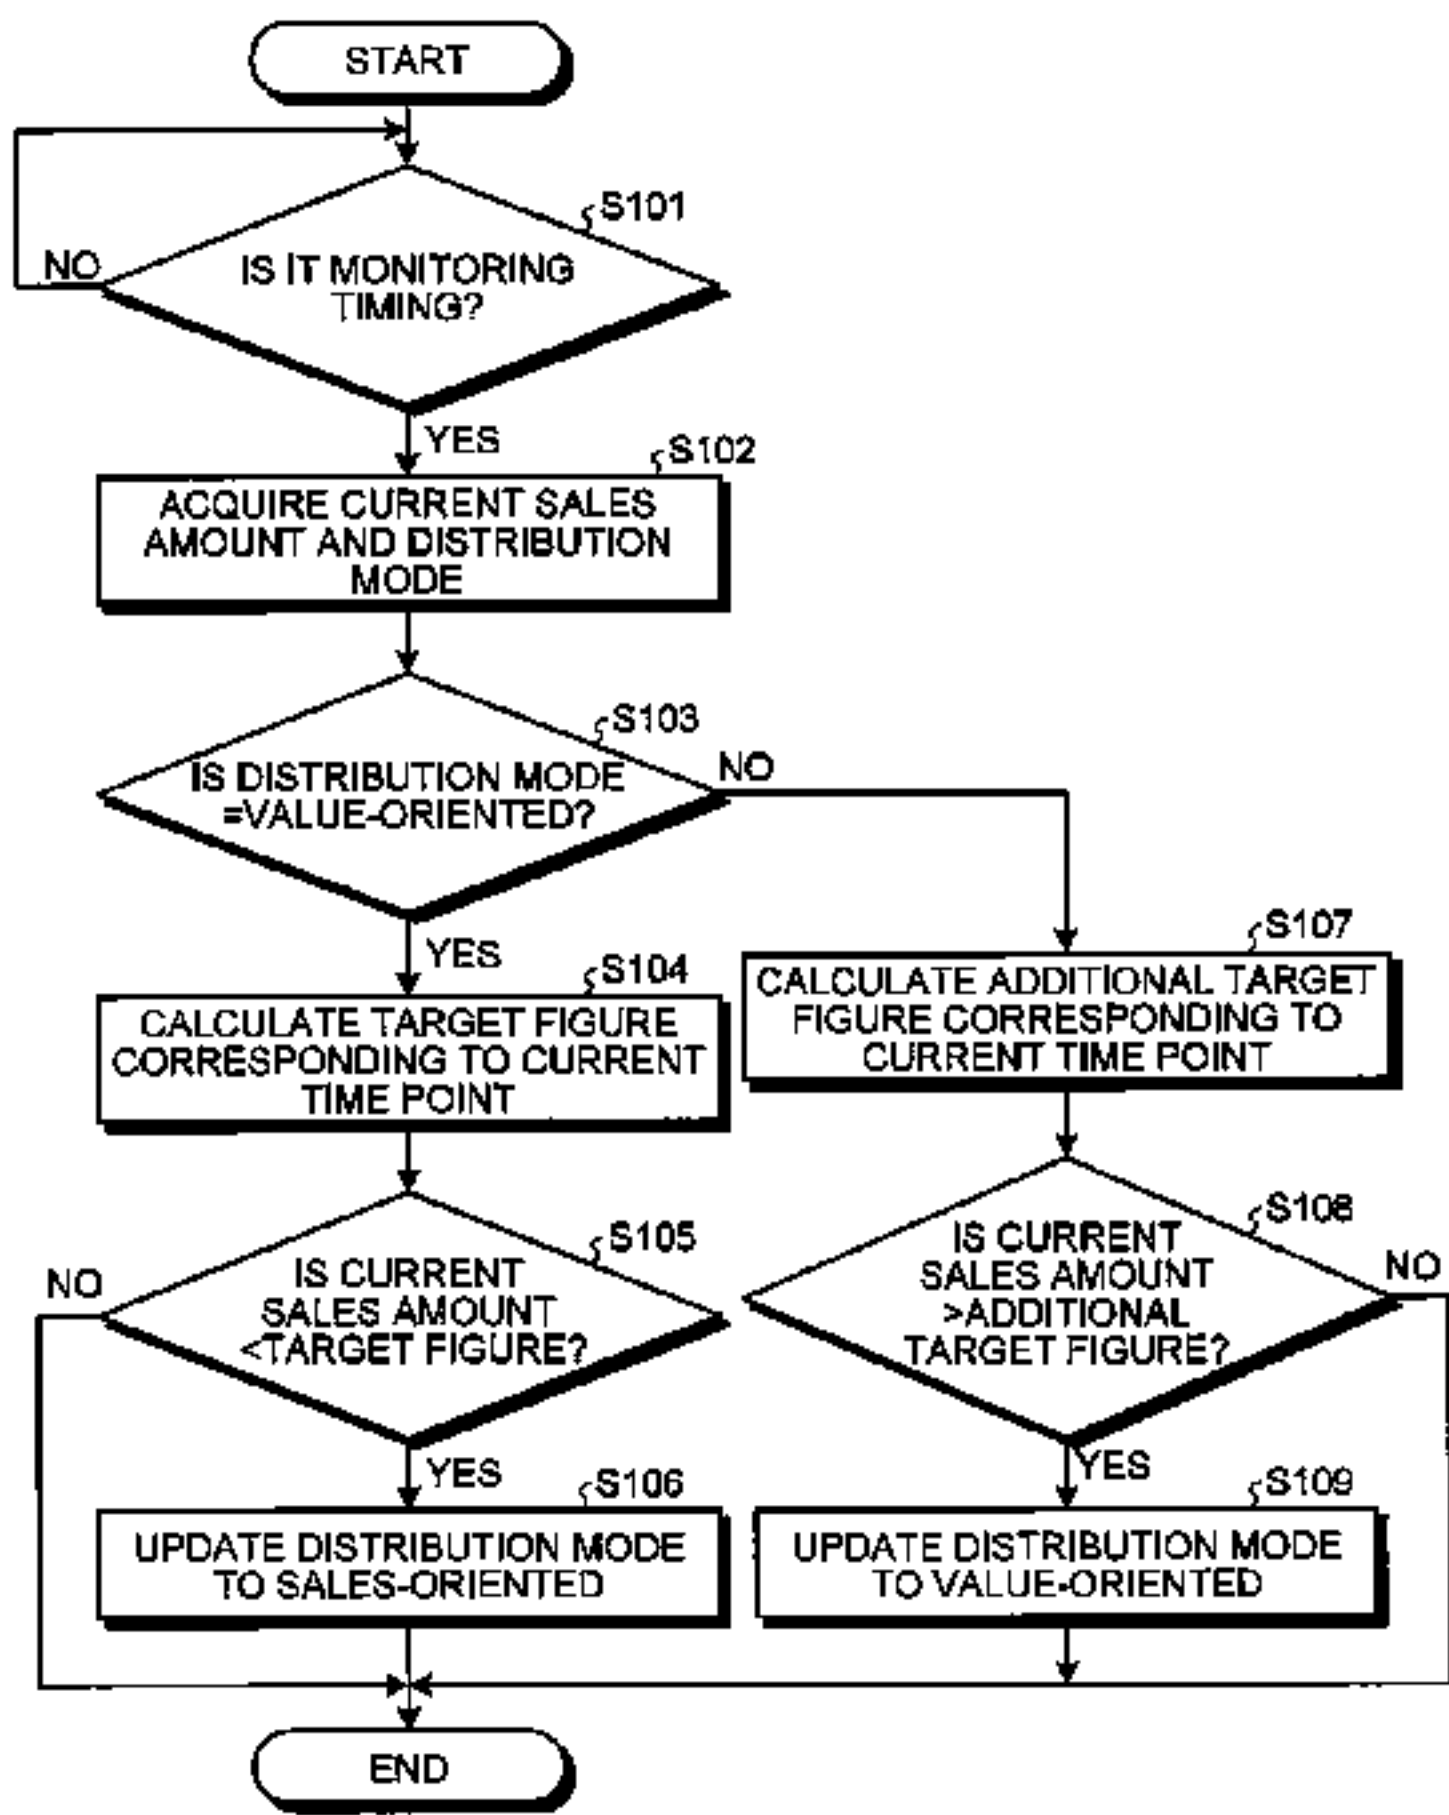 START
S101
NO
IS IT MONITORING
TIMING?
YES
S102
ACQUIRE CURRENT SALES
AMOUNT AND DISTRIBUTION
MODE
S103
NO
IS DISTRIBUTION MODE
=VALUE-ORIENTED?
YES
S104
CALCULATE TARGET FIGURE
CORRESPONDING TO CURRENT
TIME POINT
S107
CALCULATE ADDITIONAL TARGET
FIGURE CORRESPONDING TO
CURRENT TIME POINT
S105
NO
IS CURRENT
SALES AMOUNT
<TARGET FIGURE?
YES
S106
UPDATE DISTRIBUTION MODE
TO SALES-ORIENTED
S108
NO
IS CURRENT
SALES AMOUNT
>ADDITIONAL
TARGET FIGURE?
YES
S109
UPDATE DISTRIBUTION MODE
TO VALUE-ORIENTED
END